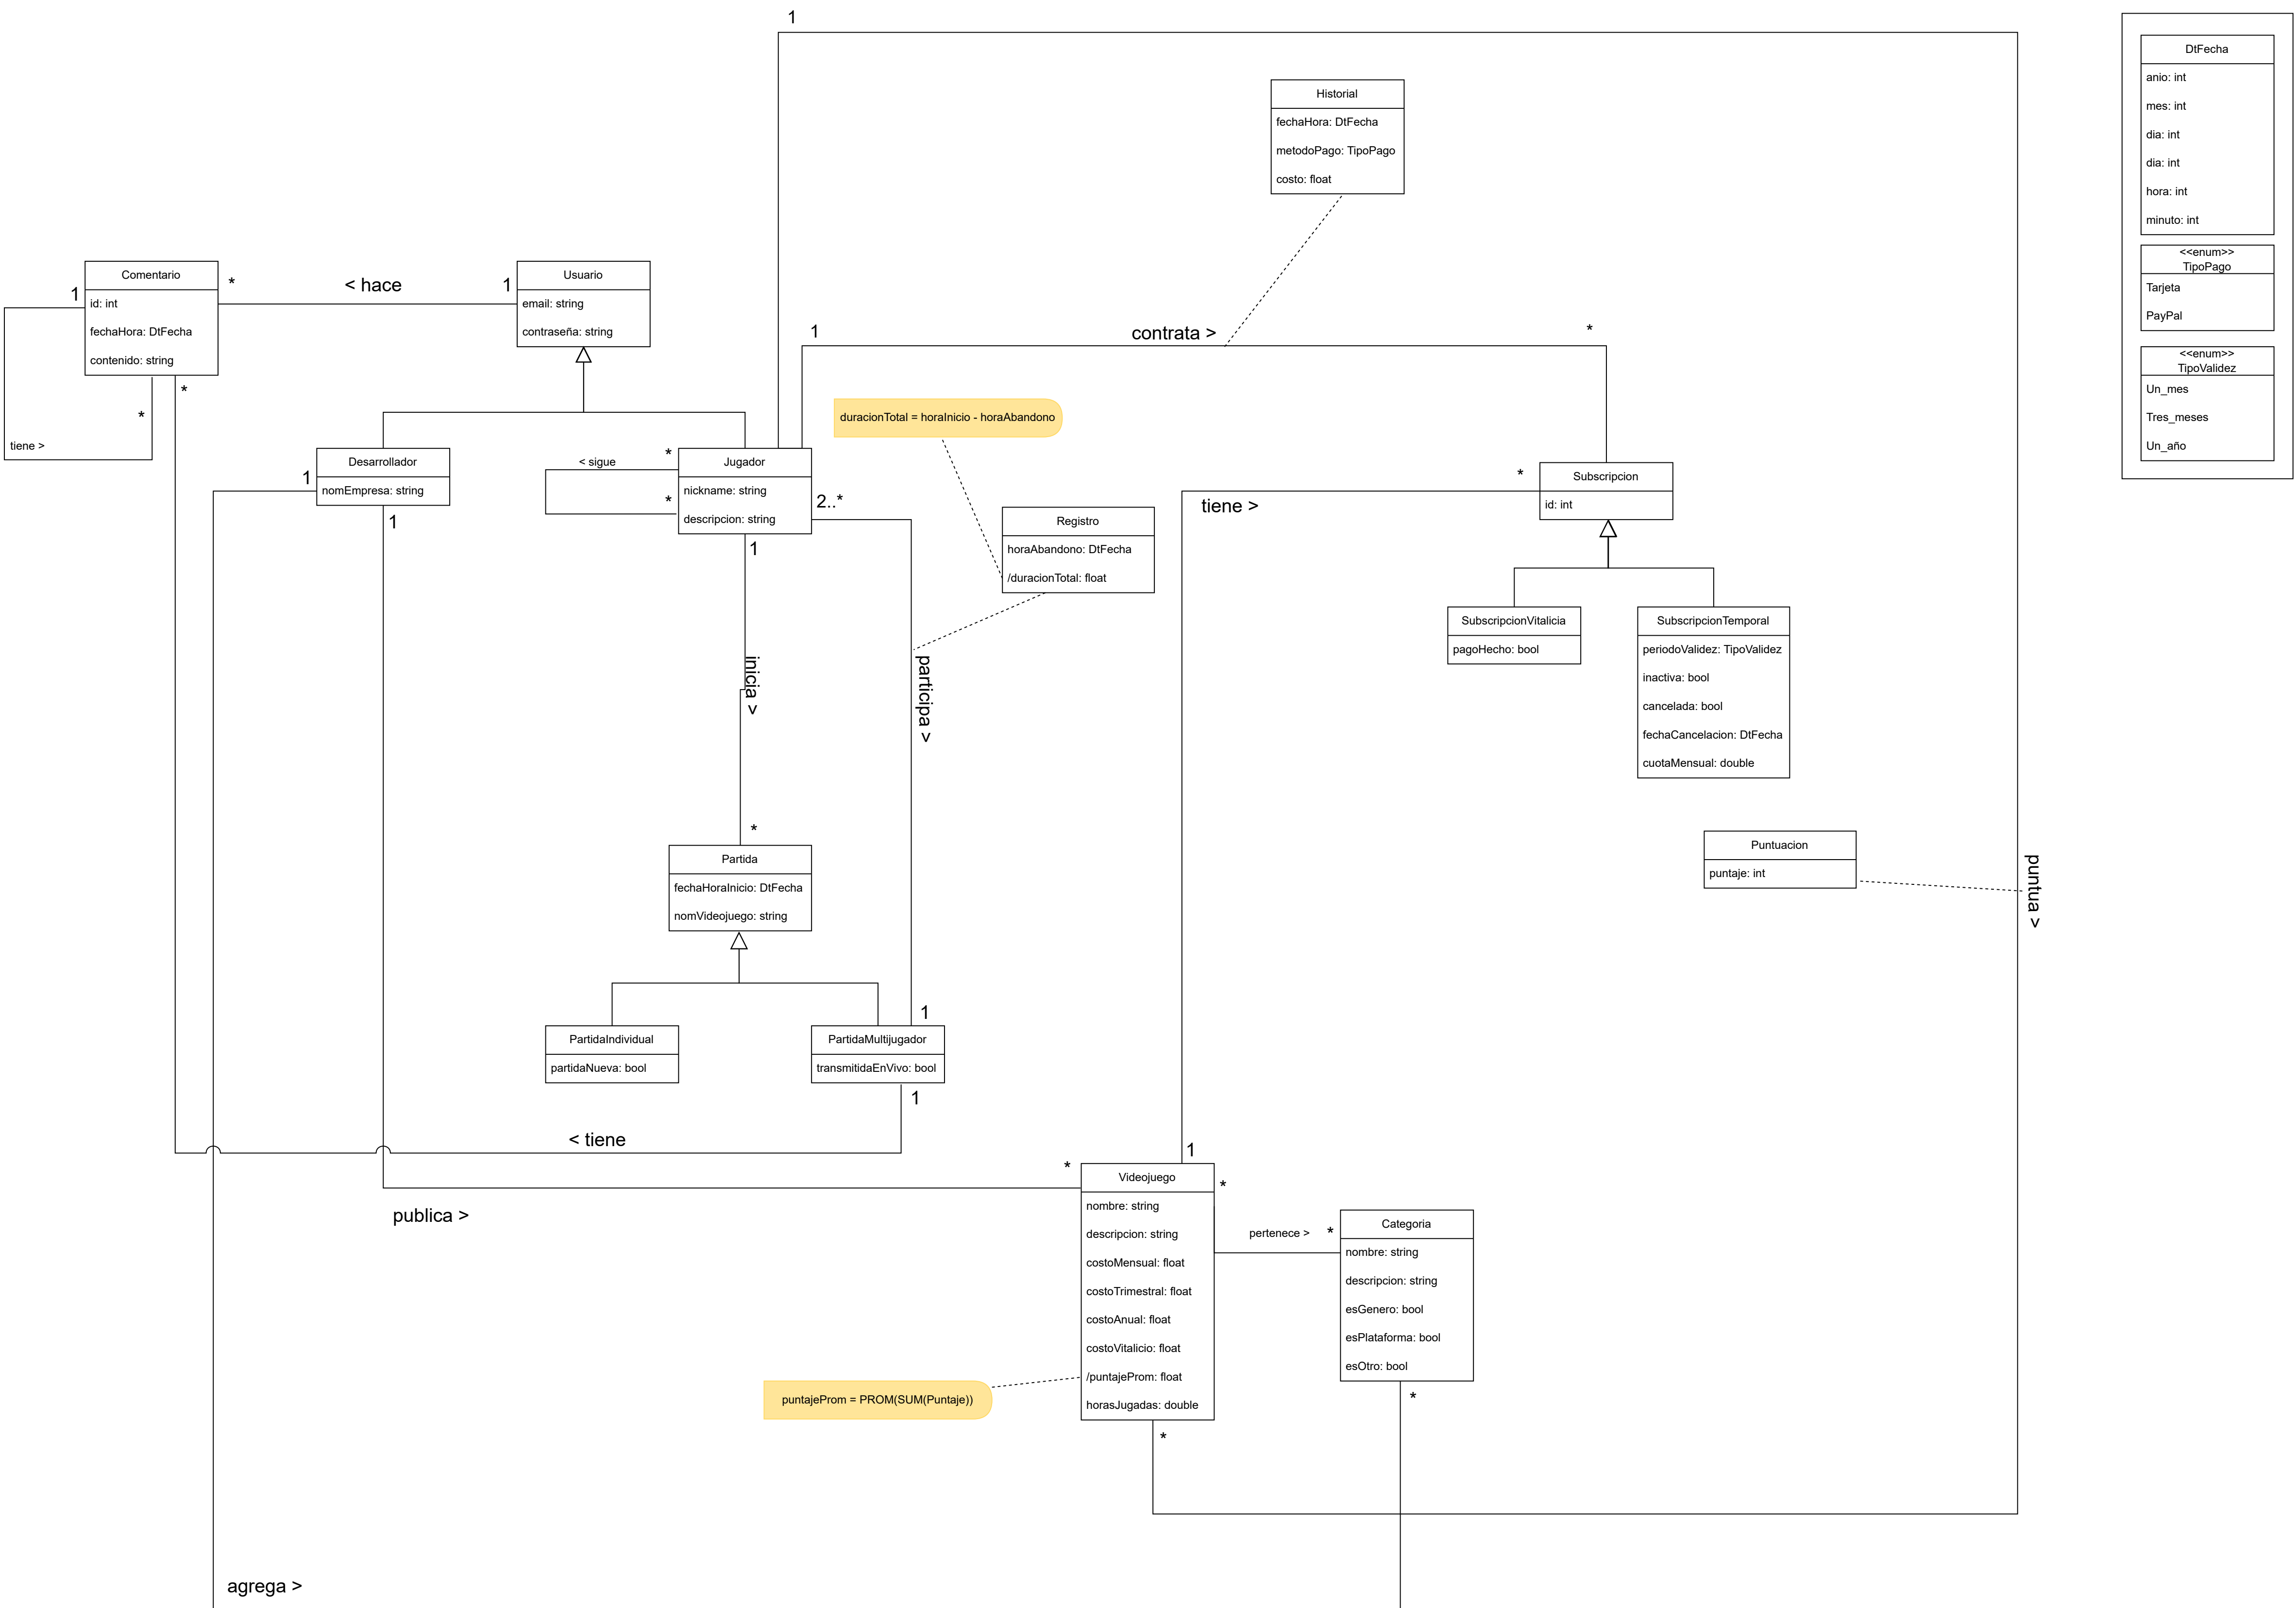 1
DtFecha
anio: int
mes: int
dia: int
dia: int
hora: int
minuto: int
<<enum>>
TipoPago
Tarjeta
PayPal
<<enum>>
TipoValidez
Un_mes
Tres_meses
Un_año
Historial
fechaHora: DtFecha
metodoPago: TipoPago
costo: float
Comentario
id: int
fechaHora: DtFecha
contenido: string
*
< hace
1
Usuario
email: string
contraseña: string
1
*
*
tiene >
1
contrata >
*
duracionTotal = horaInicio - horaAbandono
Desarrollador
nomEmpresa: string
1
1
< sigue
*
*
Jugador
nickname: string
descripcion: string
2..*
1
Registro
horaAbandono: DtFecha
/duracionTotal: float
*
tiene >
Subscripcion
id: int
SubscripcionVitalicia
pagoHecho: bool
SubscripcionTemporal
periodoValidez: TipoValidez
inactiva: bool
cancelada: bool
fechaCancelacion: DtFecha
cuotaMensual: double
inicia >
participa >
*
Partida
fechaHoraInicio: DtFecha
nomVideojuego: string
Puntuacion
puntaje: int
puntua >
1
PartidaIndividual
partidaNueva: bool
PartidaMultijugador
transmitidaEnVivo: bool
1
< tiene
1
*
publica >
Videojuego
nombre: string
descripcion: string
costoMensual: float
costoTrimestral: float
costoAnual: float
costoVitalicio: float
/puntajeProm: float
horasJugadas: double
*
pertenece >
*
Categoria
nombre: string
descripcion: string
esGenero: bool
esPlataforma: bool
esOtro: bool
puntajeProm = PROM(SUM(Puntaje))
*
*
agrega >